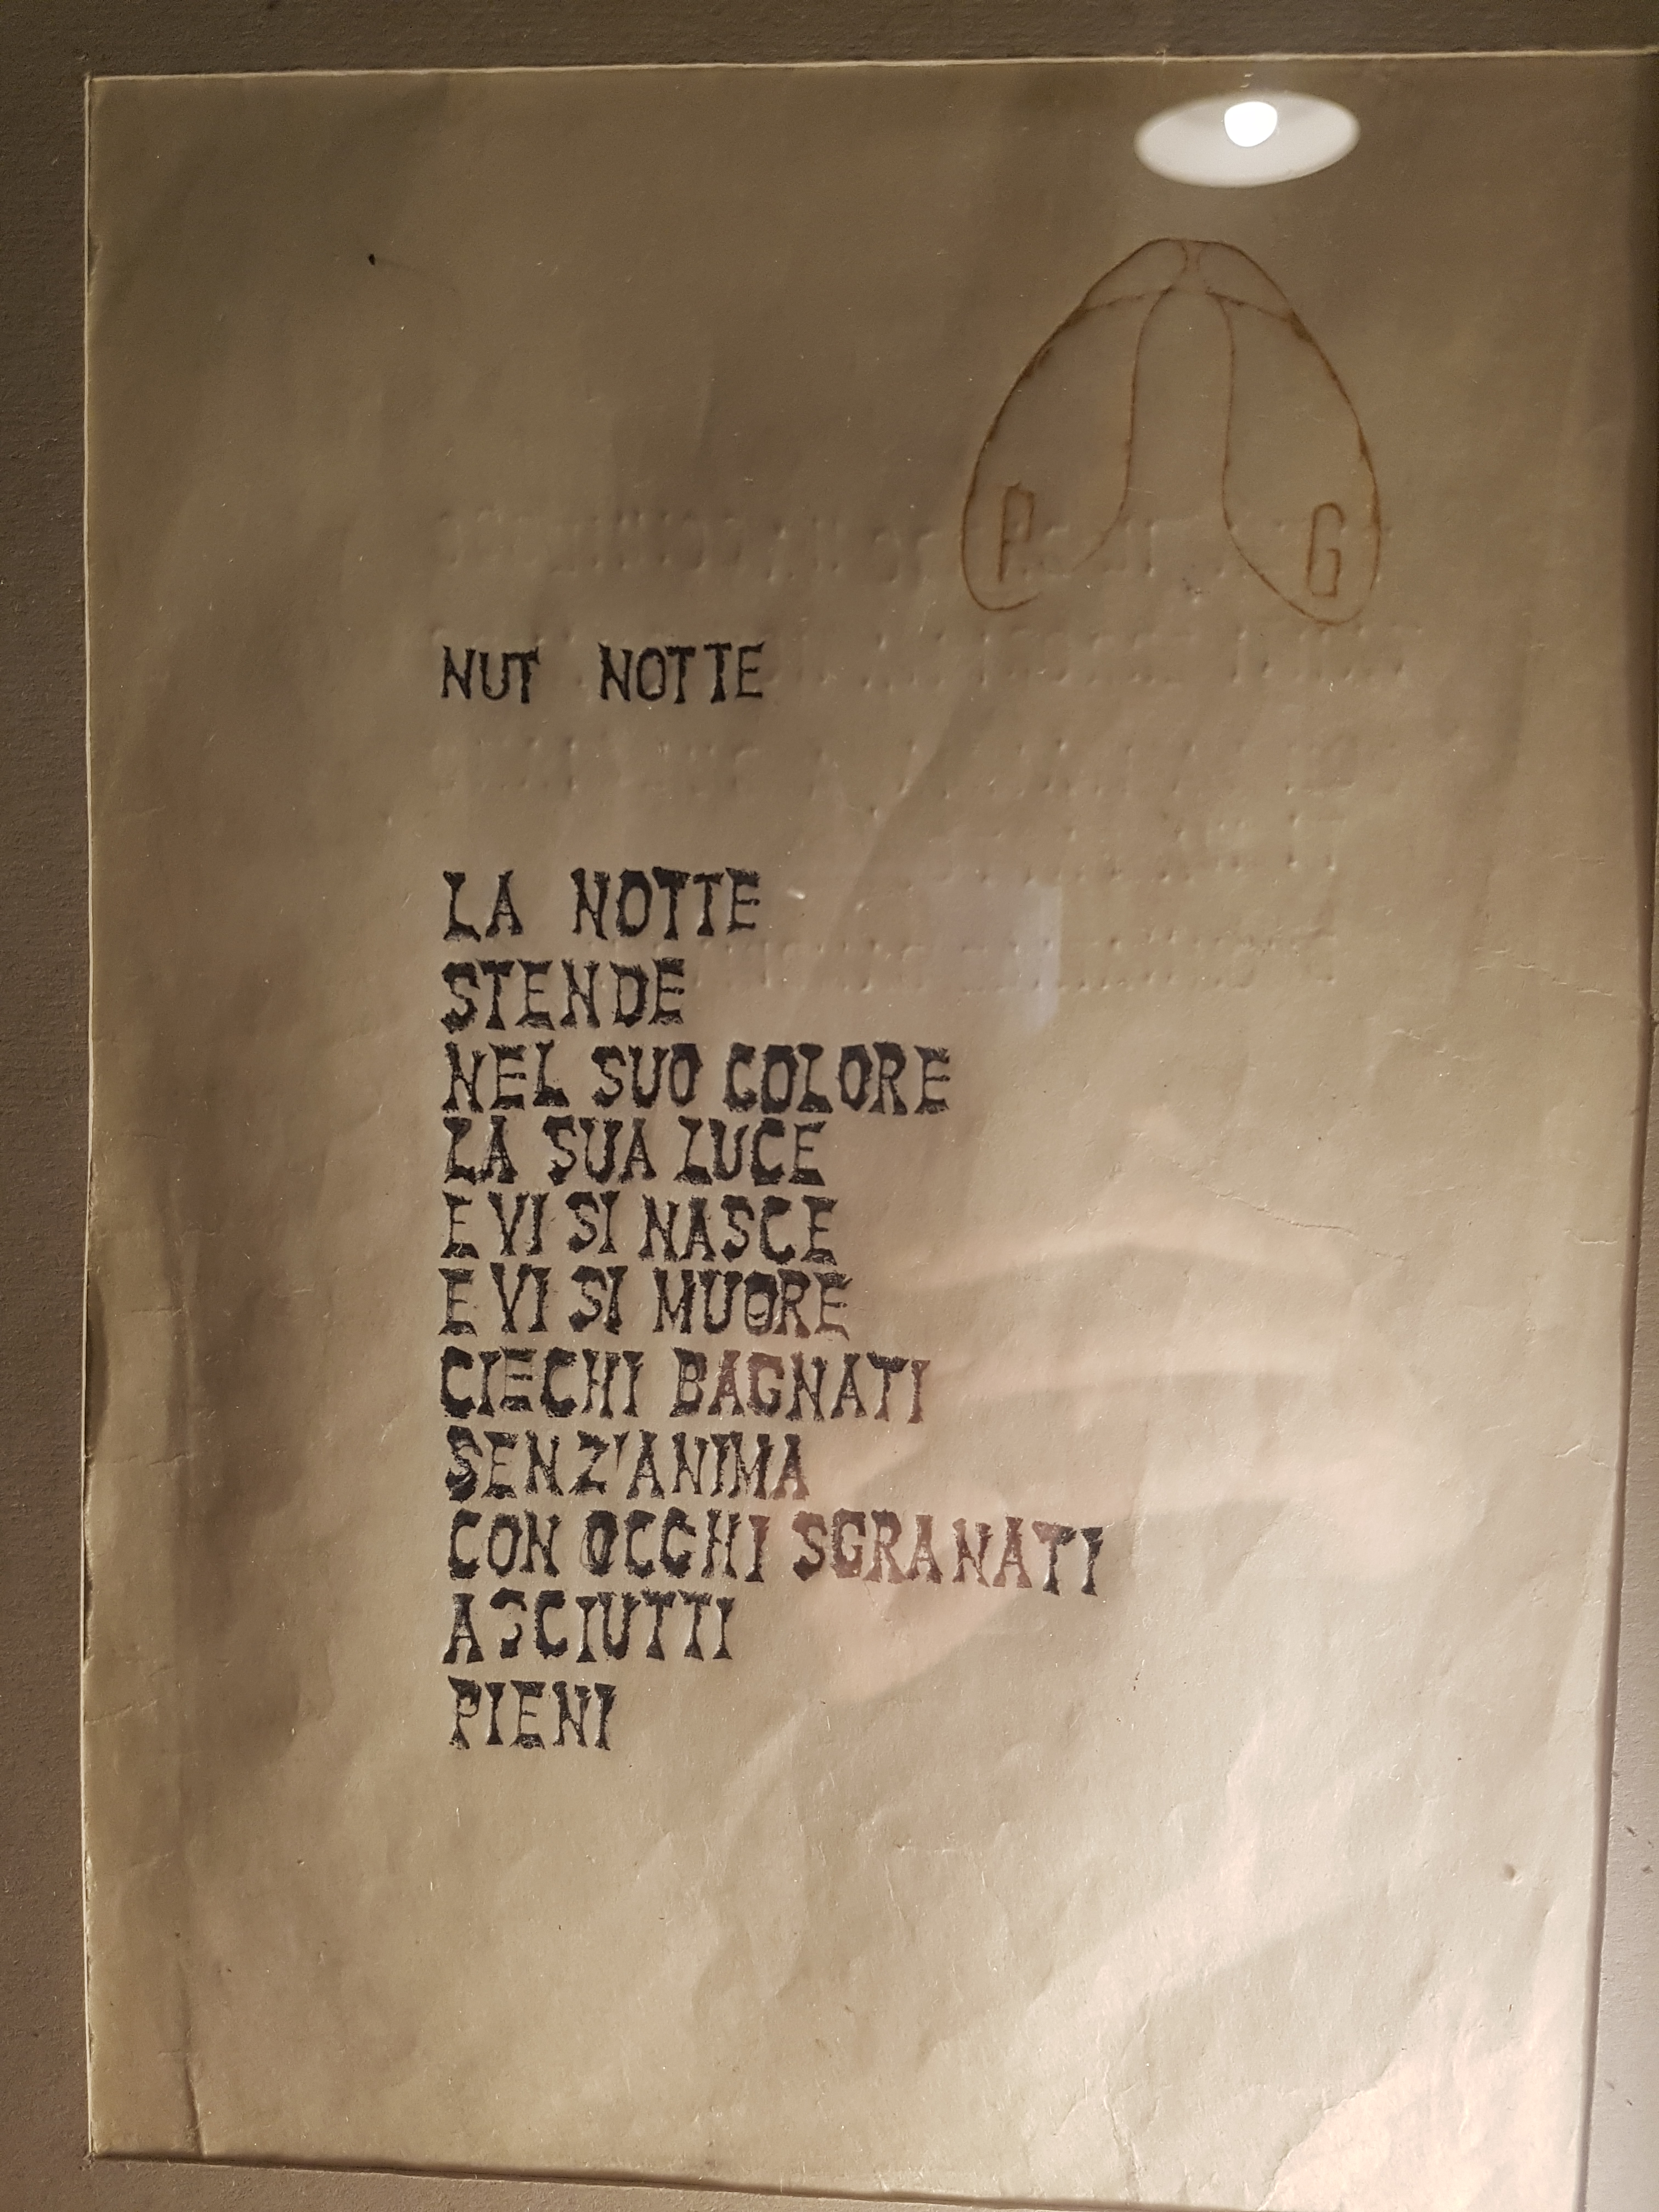 P G
NUT NOTTE
LA NOTTE
STENDE
NEL SUO COLORE
LA SUA LUCE
E VI SI NASCE
E VI SI MUORE
CIECHI BAGNATI
SENZ'ANIMA
CON OCCHI SGRANATI
ASCIUTTI
PIENI